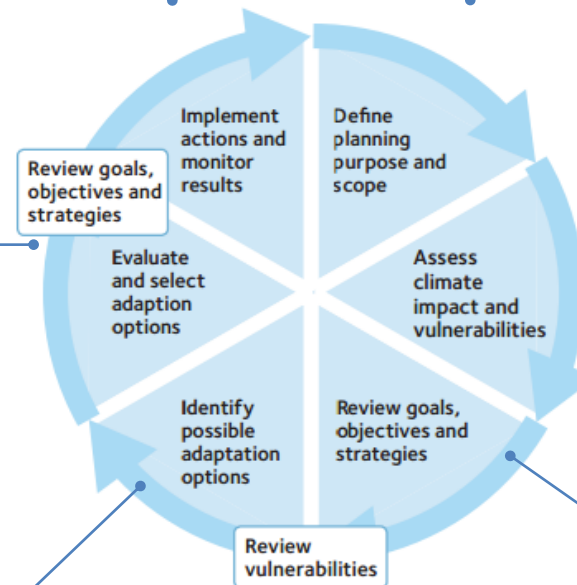 Implement
actions and
monitor
results
Define
planning
purpose and
scope
Review goals,
objectives and
strategies
Evaluate
and select
adaption
options
Assess
climate
impact and
vulnerabilities
Identify
possible
adaptation
options
Review goals,
objectives and
strategies
Review
vulnerabilities